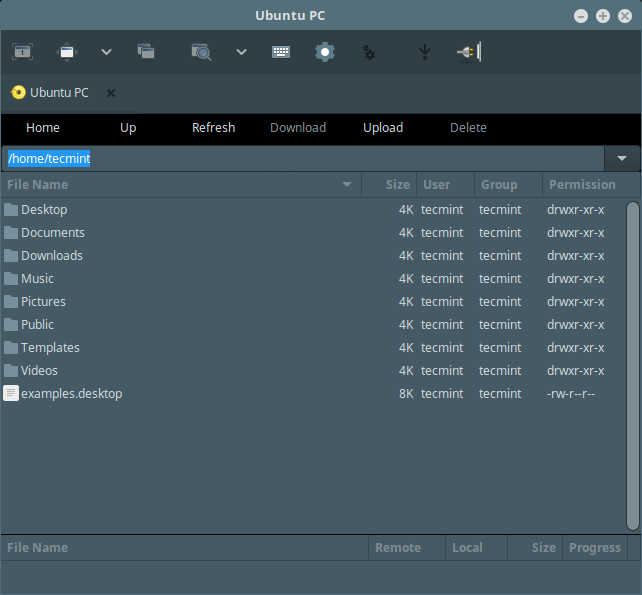 Ubuntu PC
1
Ubuntu PC
Home Up Refresh Download Upload Delete
/home/tecmint
File Name Size User Group Permission
Desktop 4K tecmint tecmint drwxr-xr-x
Documents 4K tecmint tecmint drwxr-xr-x
Downloads 4K tecmint tecmint drwxr-xr-x
Music 4K tecmint tecmint drwxr-xr-x
Pictures 4K tecmint tecmint drwxr-xr-x
Public 4K tecmint tecmint drwxr-xr-x
Templates 4K tecmint tecmint drwxr-xr-x
Videos 4K tecmint tecmint drwxr-xr-x
examples.desktop 8K tecmint tecmint -rw-r--r--
File Name Remote Local Size Progress